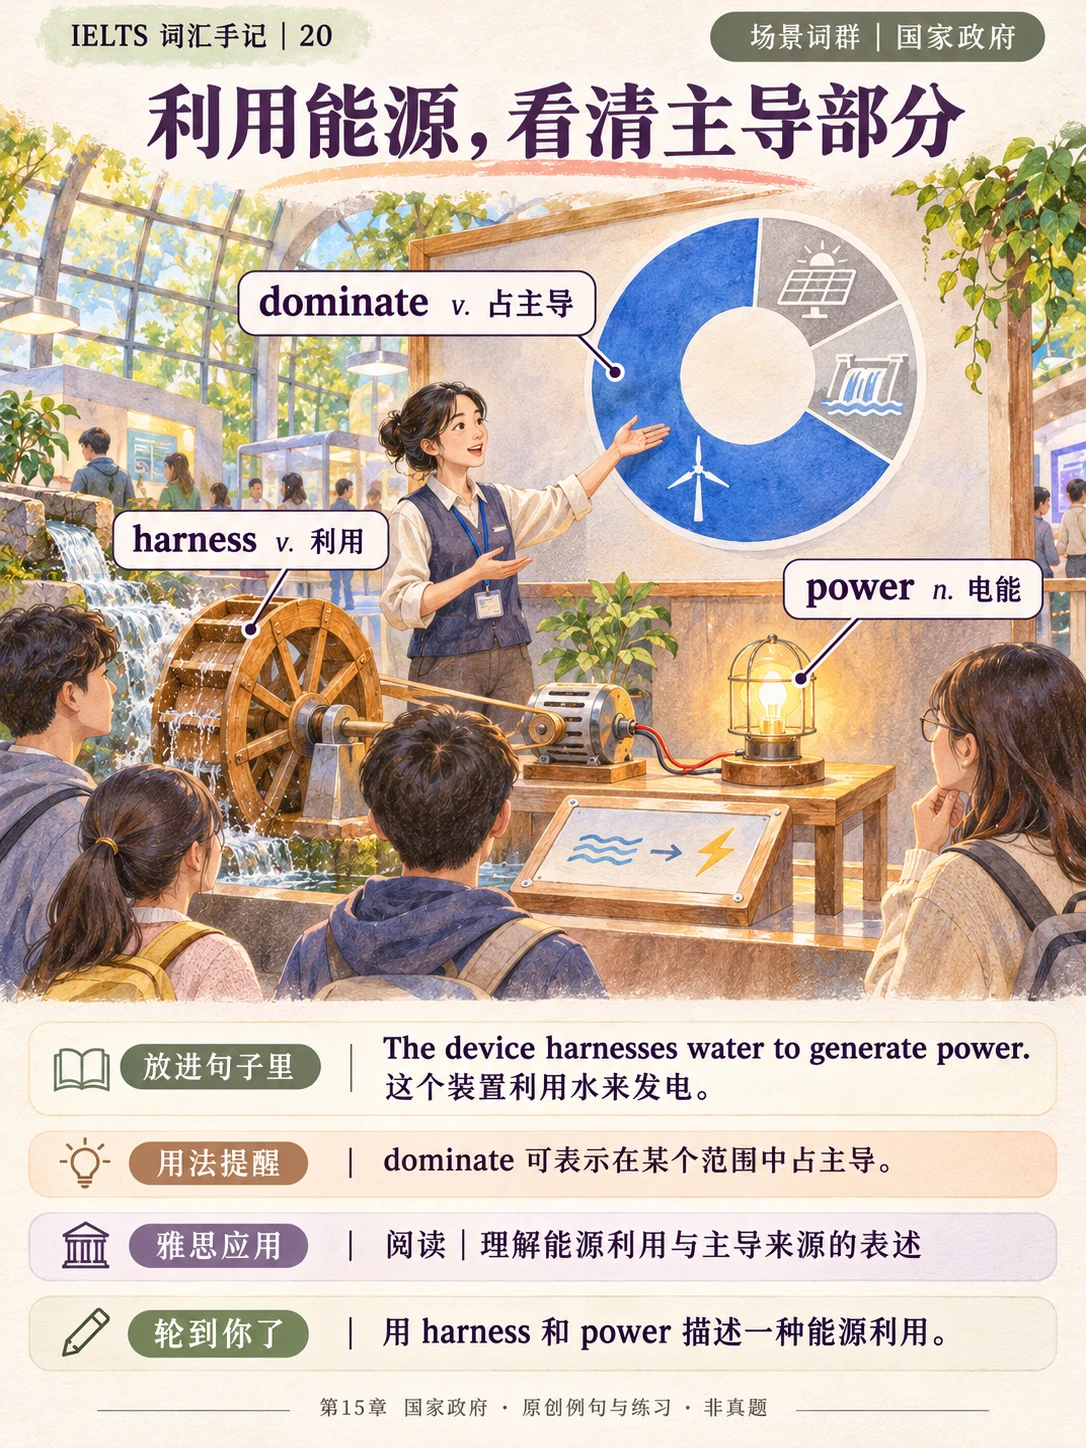 IELTS 词汇手记 | 20
场景词群 | 国家政府
利用能源，看清主导部分
dominate v. 占主导
harness v. 利用
power n. 电能
放进句子里
The device harnesses water to generate power.
这个装置利用水来发电。
用法提醒
dominate 可表示在某个范围中占主导。
雅思应用
阅读 | 理解能源利用与主导来源的表述
轮到你了
用 harness 和 power 描述一种能源利用。
第15章 国家政府 · 原创例句与练习 · 非真题